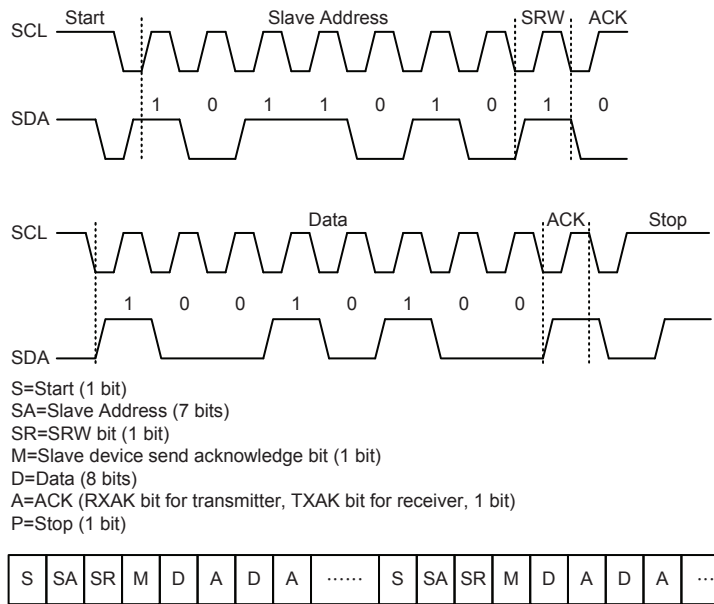 Start Slave Address SRW ACK
SCL
1 0 1 1 0 1 0 1 0
SDA
Data ACK Stop
SCL
1 0 0 1 0 1 0 0
SDA
S=Start (1 bit)
SA=Slave Address (7 bits)
SR=SRW bit (1 bit)
M=Slave device send acknowledge bit (1 bit)
D=Data (8 bits)
A=ACK (RXAK bit for transmitter, TXAK bit for receiver, 1 bit)
P=Stop (1 bit)
S SA SR M D A D A ...... S SA SR M D A D A ...